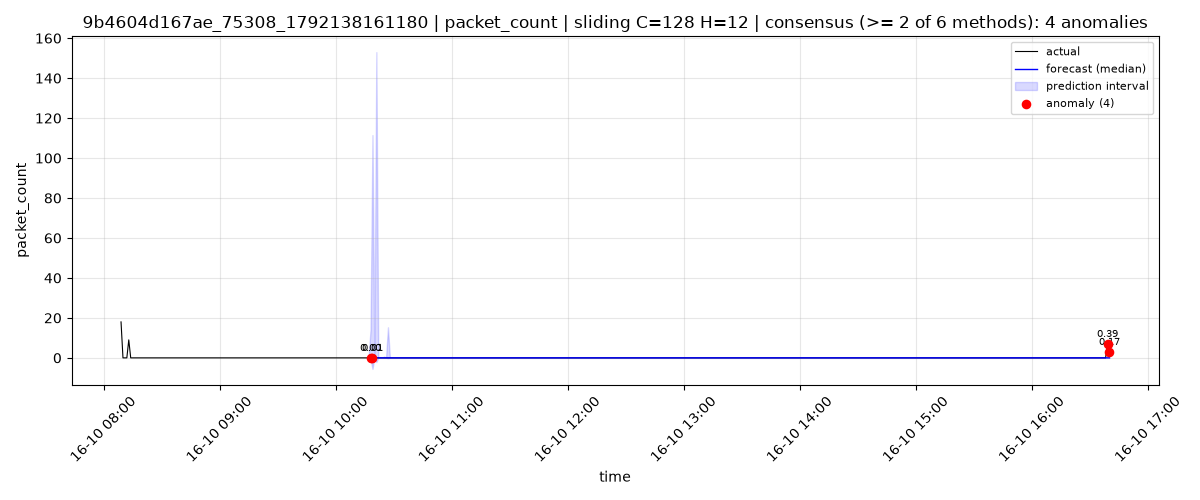 9b4604d167ae_75308_1792138161180 | packet_count | sliding C=128 H=12 | consensus (>= 2 of 6 methods): 4 anomalies
packet_count
160
140
120
100
80
60
40
20
0
actual
forecast (median)
prediction interval
anomaly (4)
0.39
16-10 08:00
16-10 09:00
16-10 10:00
16-10 11:00
16-10 12:00
16-10 13:00
16-10 14:00
16-10 15:00
16-10 16:00
16-10 17:00
time